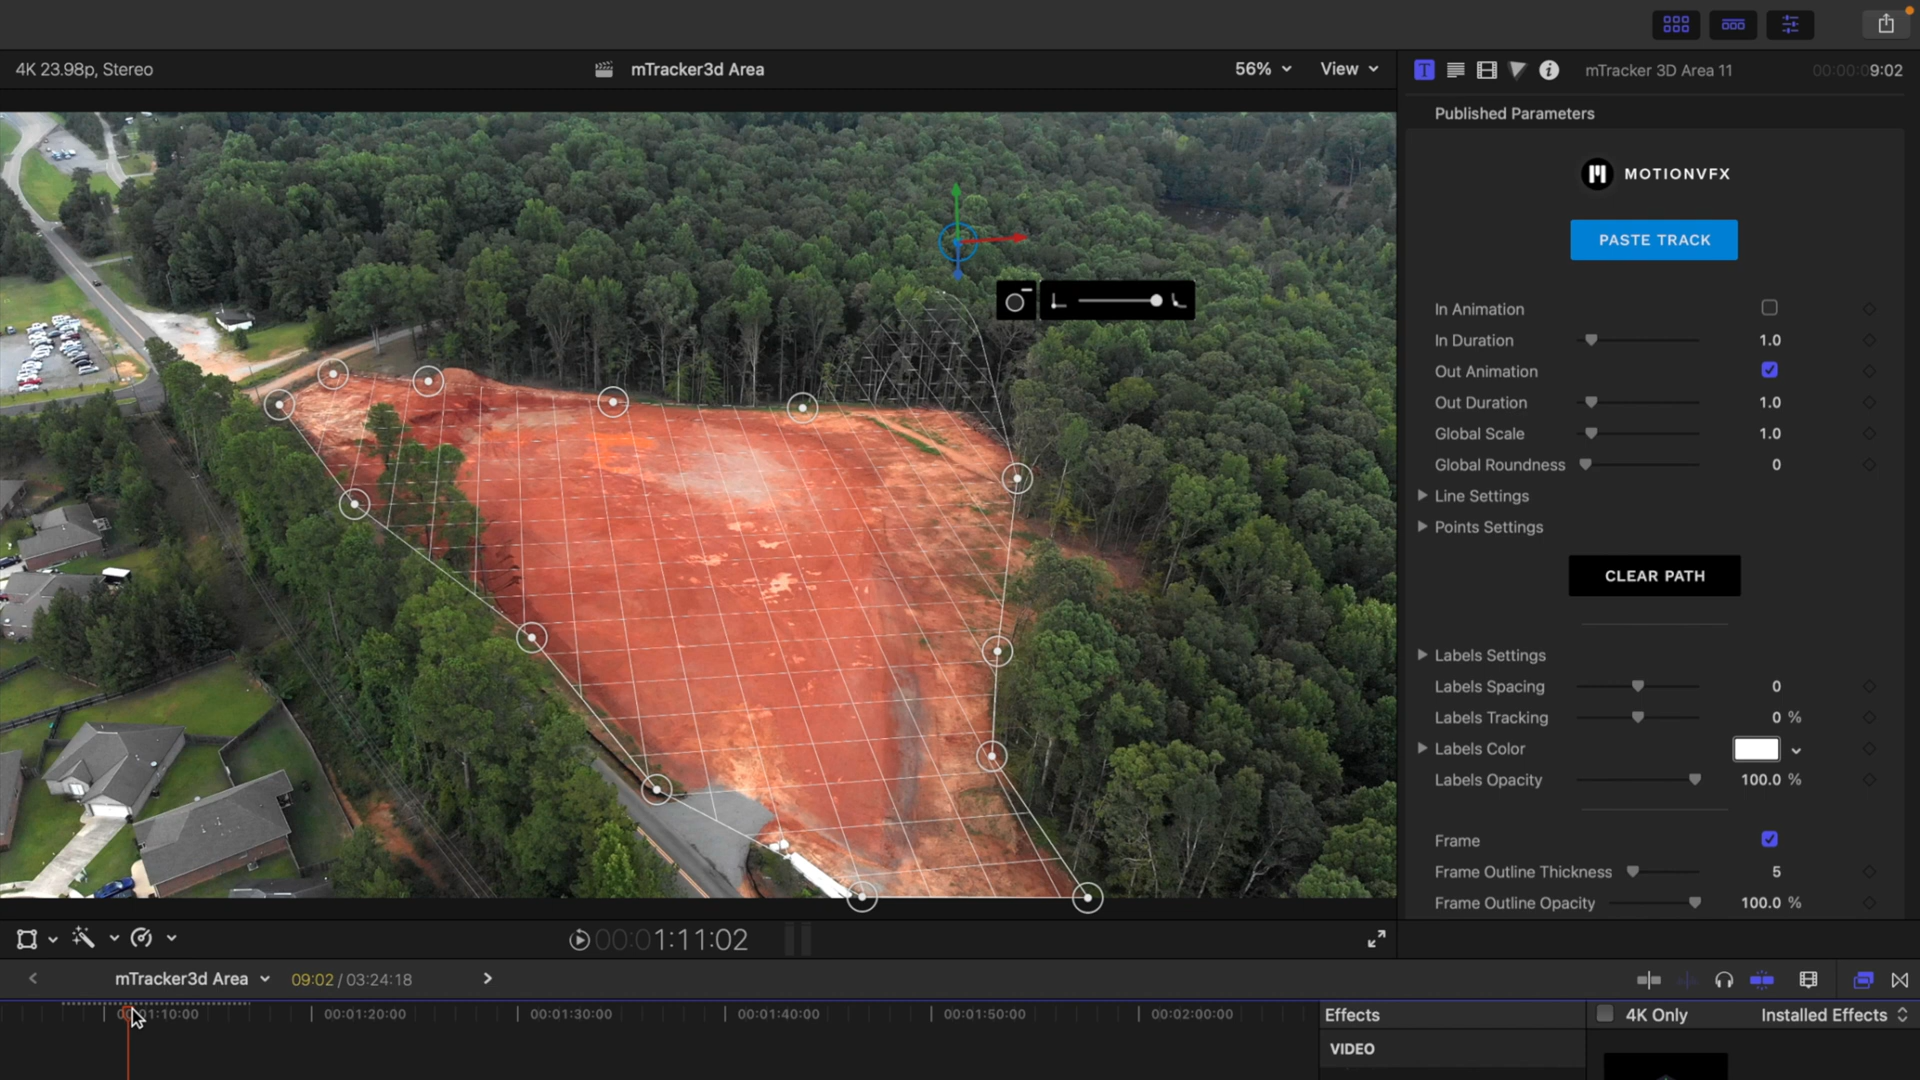 4K 23.98p, Stereo
mTracker3d Area
56%
View
mTracker 3D Area 11
00:00:09:02
Published Parameters
MOTIONVFX
PASTE TRACK
In Animation
In Duration 1.0
Out Animation
Out Duration 1.0
Global Scale 1.0
Global Roundness 0
Line Settings
Points Settings
CLEAR PATH
Labels Settings
Labels Spacing 0
Labels Tracking 0 %
Labels Color
Labels Opacity 100.0 %
Frame
Frame Outline Thickness 5
Frame Outline Opacity 100.0 %
00:01:11:02
mTracker3d Area
09:02 / 03:24:18
00:01:10:00
00:01:20:00
00:01:30:00
00:01:40:00
00:01:50:00
00:02:00:00
Effects
4K Only
Installed Effects
VIDEO